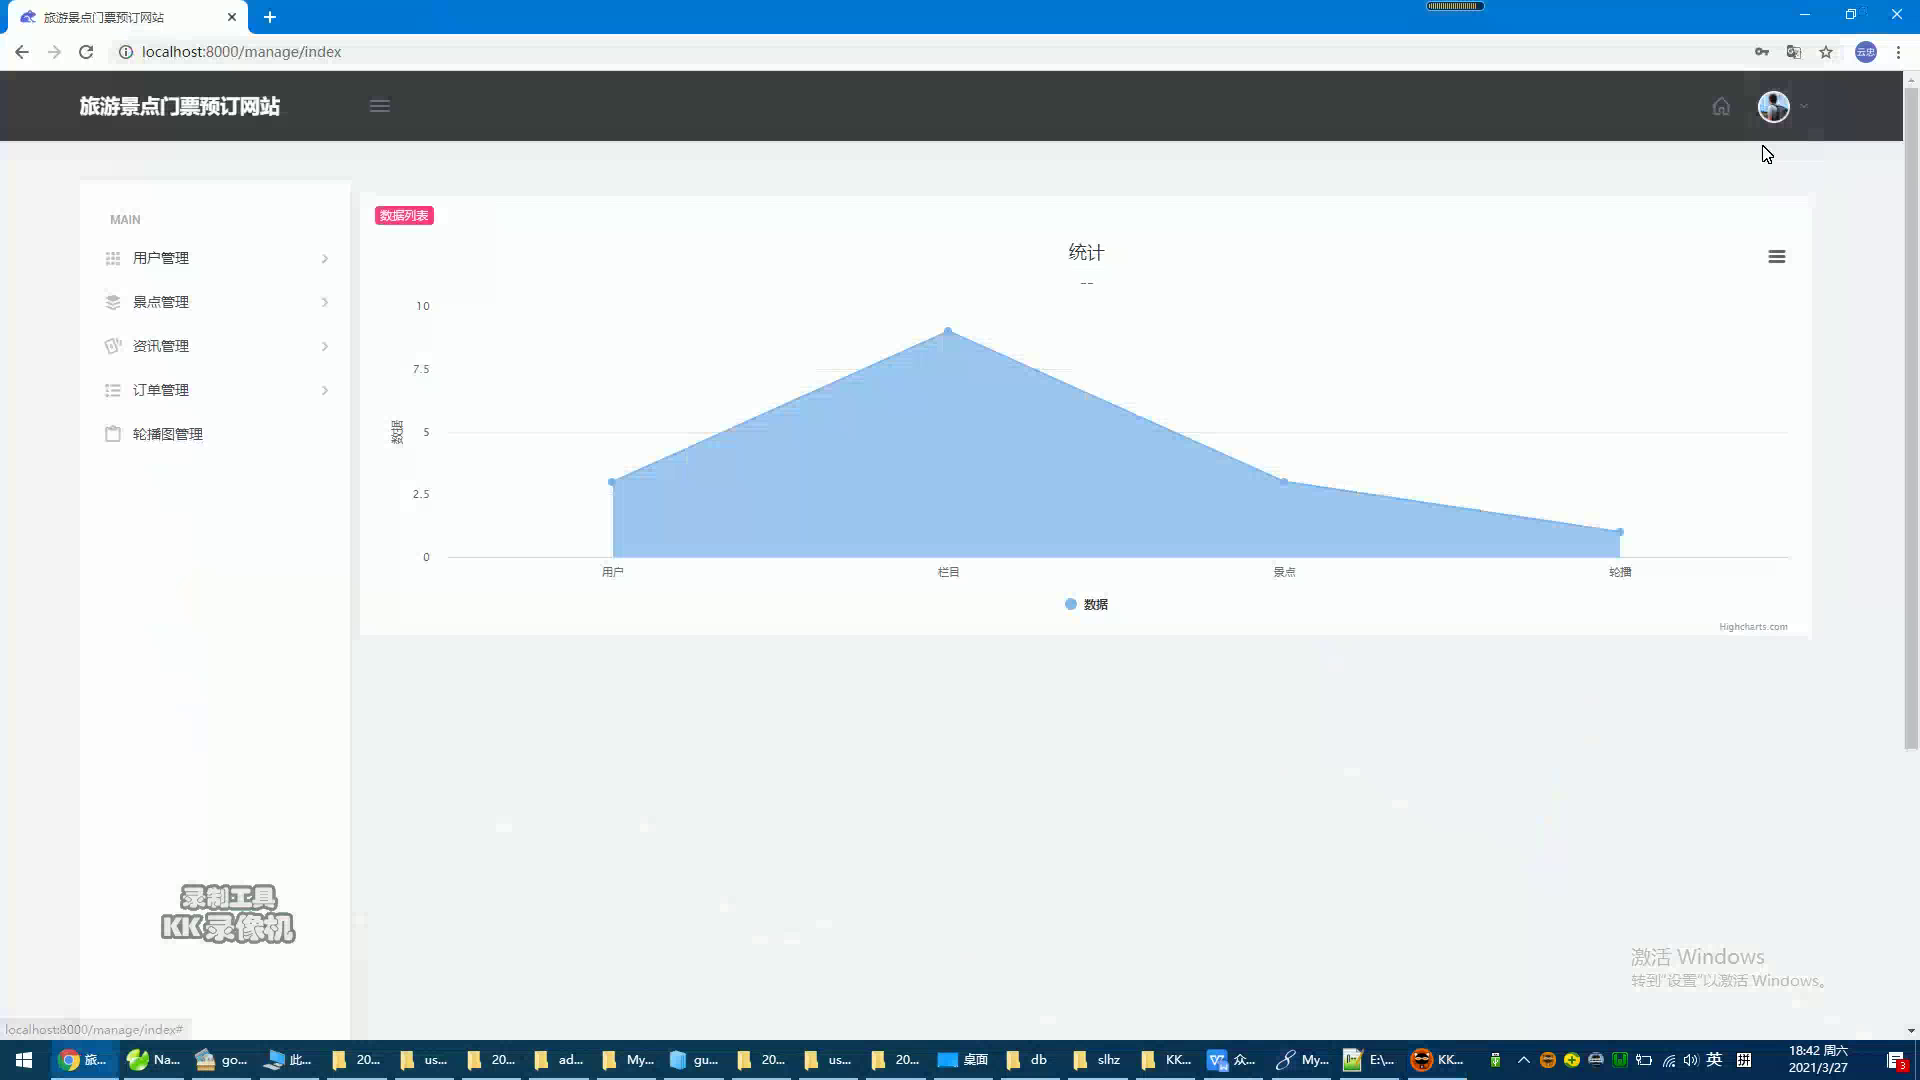 旅游景点门票预订网站
localhost:8000/manage/index
云忠
旅游景点门票预订网站
MAIN
用户管理
景点管理
资讯管理
订单管理
轮播图管理
数据列表
统计
--
10
7.5
5
2.5
0
数据
用户
栏目
景点
轮播
数据
Highcharts.com
录制工具
KK录像机
激活 Windows
转到"设置"以激活 Windows。
localhost:8000/manage/index#
旅...
Na...
go...
此...
20...
us...
20...
ad...
My...
gu...
20...
us...
20...
桌面
db
slhz
KK...
众...
My...
E:\...
KK...
英
拼
18:42 周六
2021/3/27
3